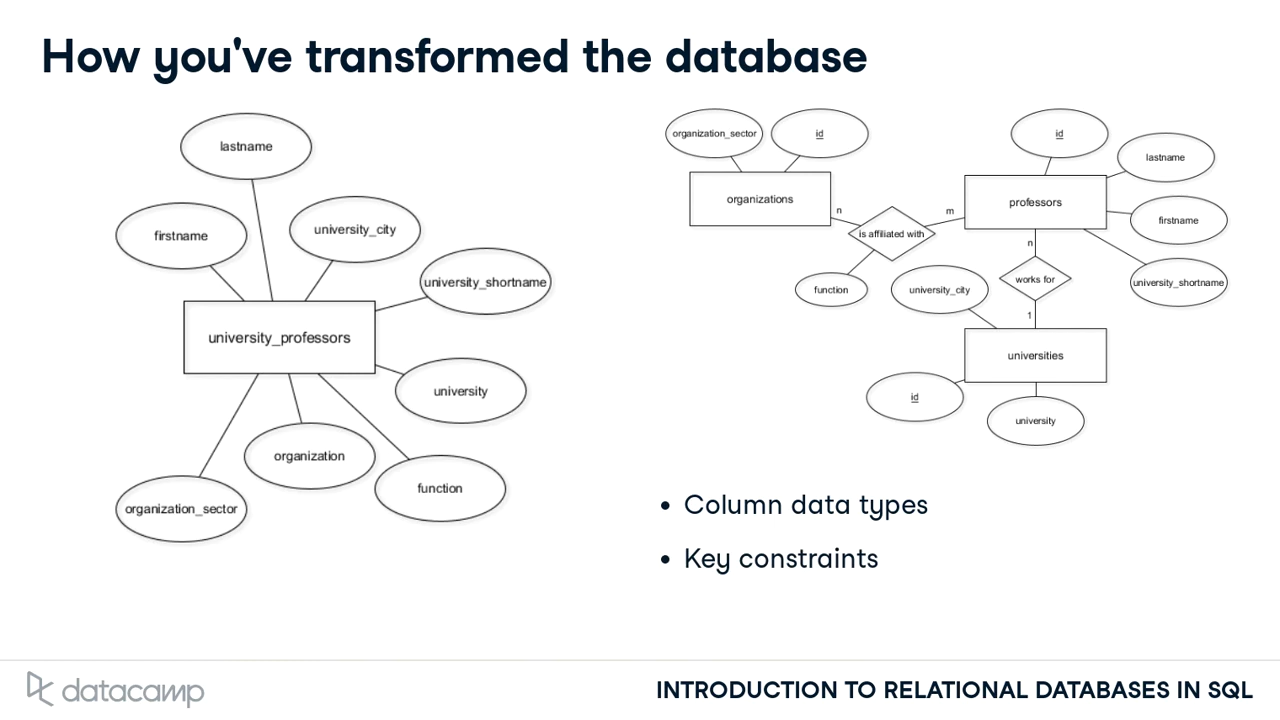 How you've transformed the database
lastname
firstname
university_city
university_shortname
university_professors
university
organization
function
organization_sector
organization_sector
id
organizations
n
is affiliated with
m
function
id
professors
lastname
firstname
university_shortname
n
works for
1
university_city
universities
id
university
• Column data types
• Key constraints
datacamp
INTRODUCTION TO RELATIONAL DATABASES IN SQL